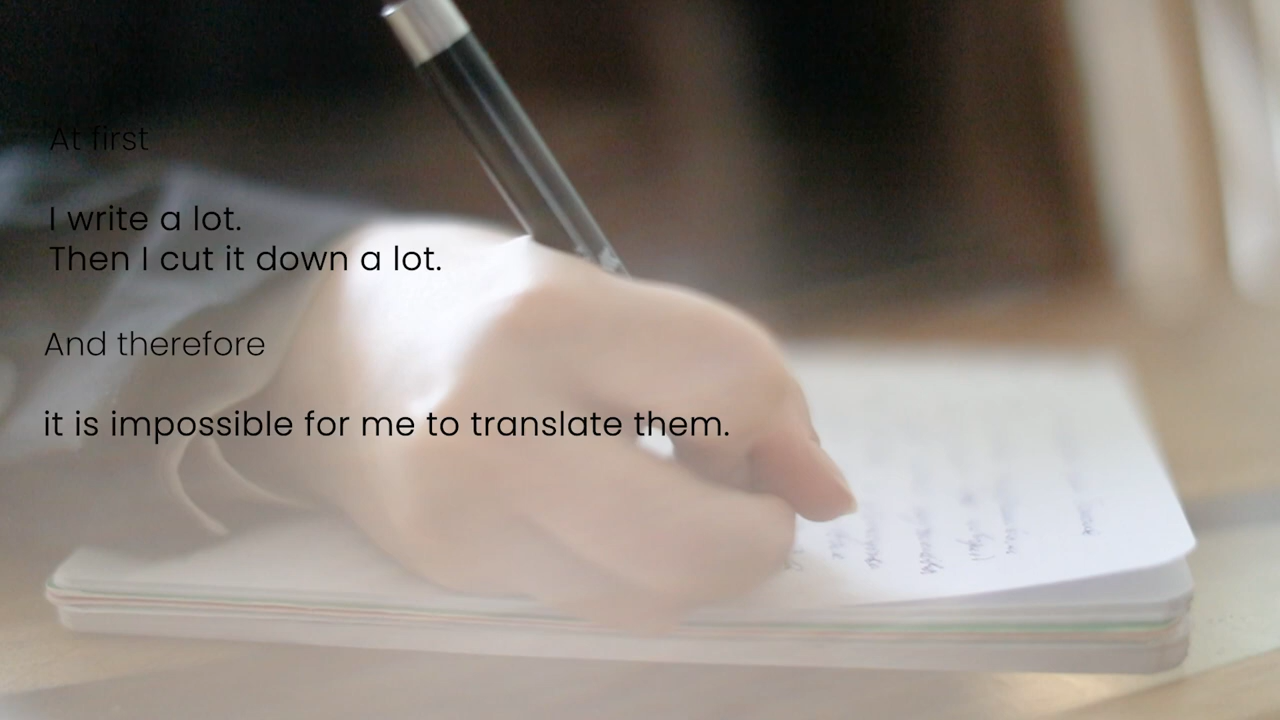 At first
I write a lot.
Then I cut it down a lot.
And therefore
it is impossible for me to translate them.